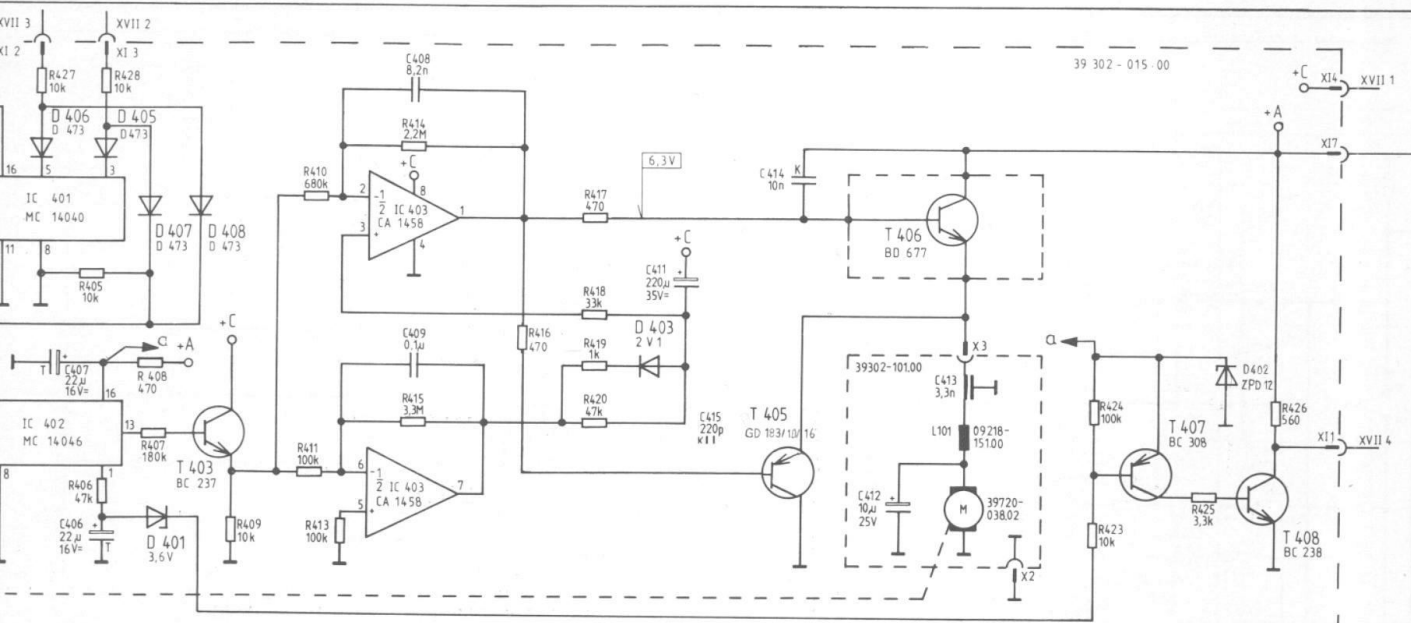 XVII 3
XVII 2
XI 2
XI 3
R427
10k
R428
10k
D 406
D 473
D 405
D 473
16
5
3
IC 401
MC 14040
11
8
D 407
D 473
D 408
D 473
R405
10k
+C
a
+A
C407
22µ
16V=
T
R 408
470
16
IC 402
MC 14046
13
R407
180k
T 403
BC 237
8
1
R406
47k
C406
22µ
16V=
T
D 401
3,6V
R409
10k
C408
8,2n
R414
2,2M
R410
680k
+C
2
8
-1
2 IC 403
CA 1458
1
3
+
4
R417
470
6,3V
+C
C411
220µ
35V=
+
R418
33k
D 403
2 V 1
R416
470
C409
0,1µ
R419
1k
R415
3,3M
R420
47k
C415
220p
K
R411
100k
6
-1
2 IC 403
CA 1458
7
5
+
R413
100k
T 405
GD 183/10/16
C414
10n
K
T 406
BD 677
X3
39302-101.00
C413
3,3n
L101
09218-
151.00
C412
10µ
25V
+
M
39720-
038.02
X2
39 302 - 015-00
+C
XI4
XVII 1
+A
XI7
a
D402
ZPD 12
R424
100k
T 407
BC 308
R426
560
XI1
XVII 4
R425
3,3k
R423
10k
T 408
BC 238